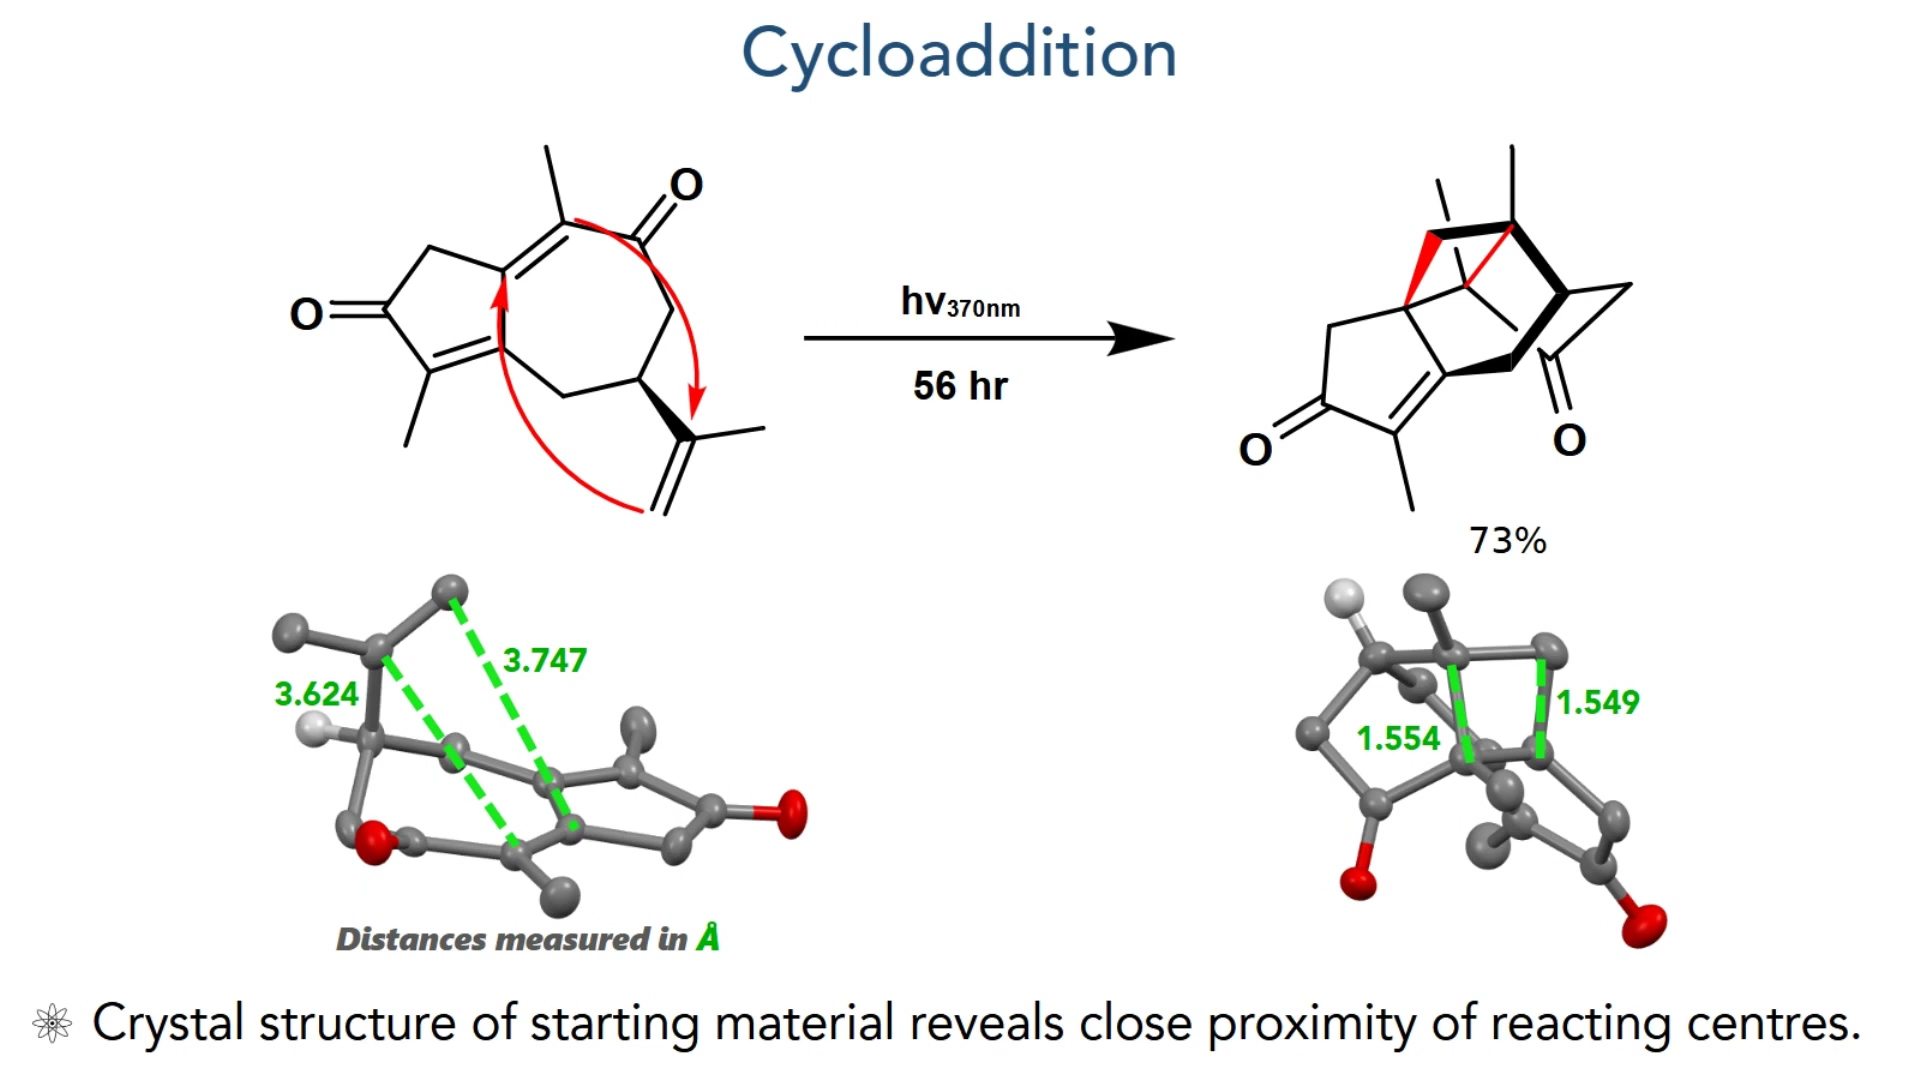 Cycloaddition
O
O
hv370nm
56 hr
O
O
73%
3.747
3.624
1.549
1.554
Distances measured in Å
Crystal structure of starting material reveals close proximity of reacting centres.